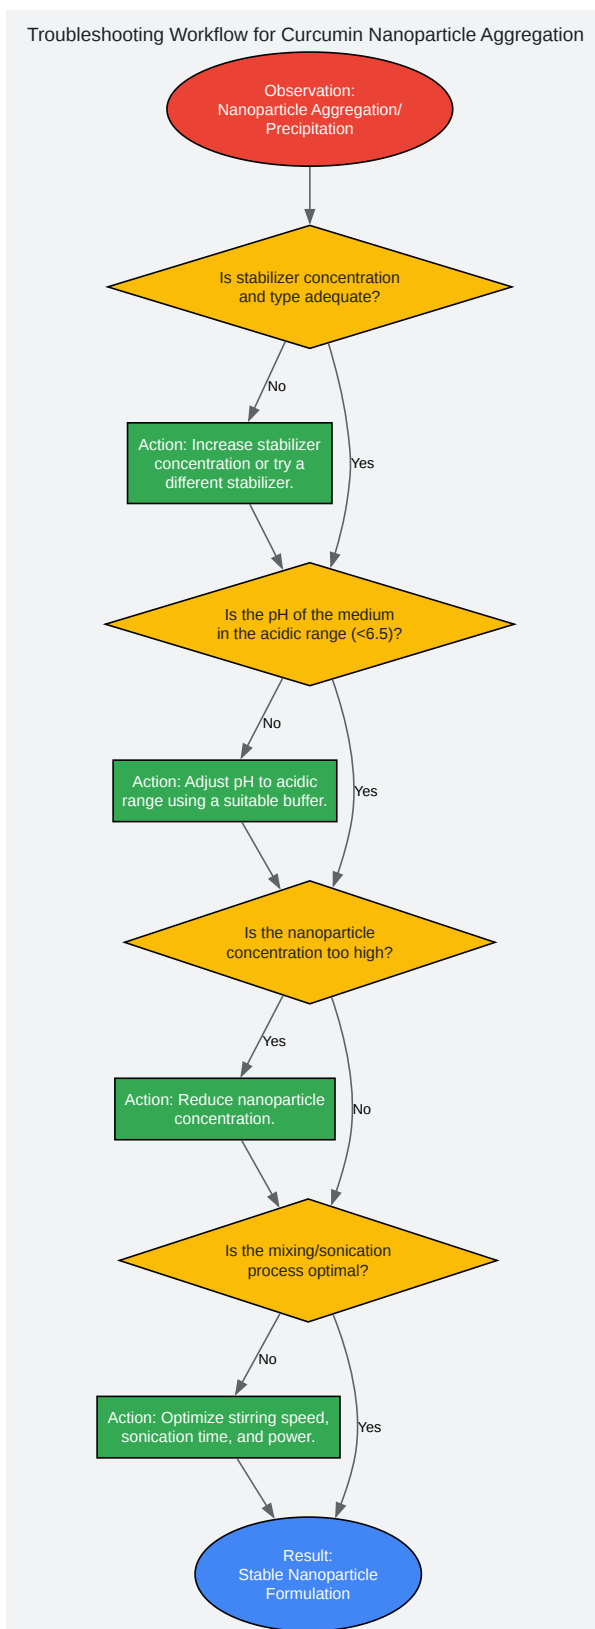 Troubleshooting Workflow for Curcumin Nanoparticle Aggregation
Observation:
Nanoparticle Aggregation/
Precipitation
Is stabilizer concentration
and type adequate?
No
Action: Increase stabilizer
concentration or try a
different stabilizer.
Yes
Is the pH of the medium
in the acidic range (<6.5)?
No
Action: Adjust pH to acidic
range using a suitable buffer.
Yes
Is the nanoparticle
concentration too high?
Yes
Action: Reduce nanoparticle
concentration.
No
Is the mixing/sonication
process optimal?
No
Action: Optimize stirring speed,
sonication time, and power.
Yes
Result:
Stable Nanoparticle
Formulation